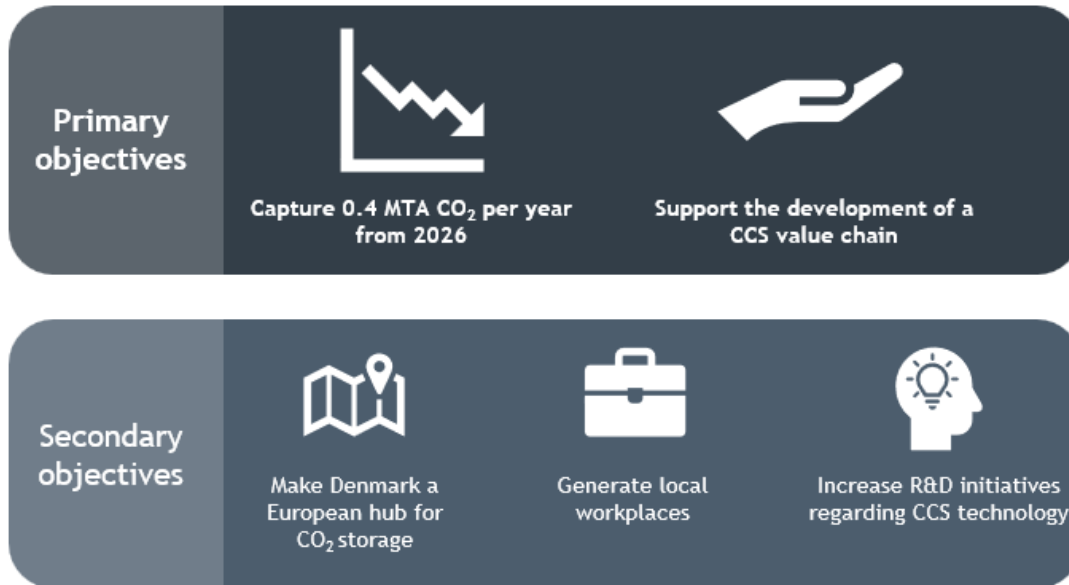 Primary
objectives
Capture 0.4 MTA CO₂ per year
from 2026
Support the development of a
CCS value chain
Secondary
objectives
Make Denmark a
European hub for
CO₂ storage
Generate local
workplaces
Increase R&D initiatives
regarding CCS technology